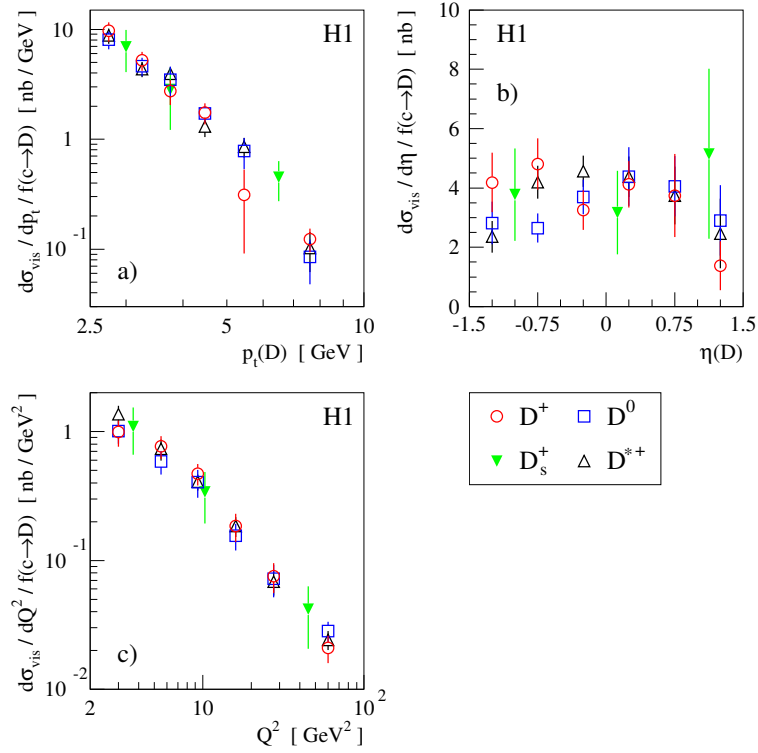 dσ_vis / dp_t / f(c→D) [ nb / GeV ]
10
1
10^-1
H1
a)
2.5 5 10
p_t(D) [ GeV ]
dσ_vis / dη / f(c→D) [ nb ]
10
8
6
4
2
0
H1
b)
-1.5 -0.75 0 0.75 1.5
η(D)
dσ_vis / dQ^2 / f(c→D) [ nb / GeV^2 ]
1
10^-1
10^-2
H1
c)
2 10 10^2
Q^2 [ GeV^2 ]
D^+ D^0
D_s^+ D^*+